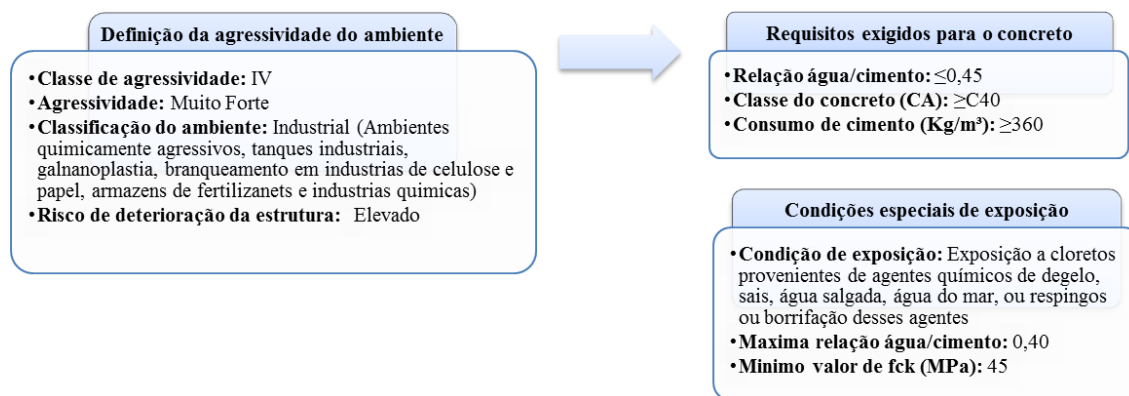 Definição da agressividade do ambiente
•Classe de agressividade: IV
•Agressividade: Muito Forte
•Classificação do ambiente: Industrial (Ambientes
quimicamente agressivos, tanques industriais,
galnanoplastia, branqueamento em industrias de celulose e
papel, armazens de fertilizanets e industrias quimicas)
•Risco de deterioração da estrutura: Elevado
Requisitos exigidos para o concreto
•Relação água/cimento: ≤0,45
•Classe do concreto (CA): ≥C40
•Consumo de cimento (Kg/m³): ≥360
Condições especiais de exposição
•Condição de exposição: Exposição a cloretos
provenientes de agentes químicos de degelo,
sais, água salgada, água do mar, ou respingos
ou borrifação desses agentes
•Maxima relação água/cimento: 0,40
•Minimo valor de fck (MPa): 45